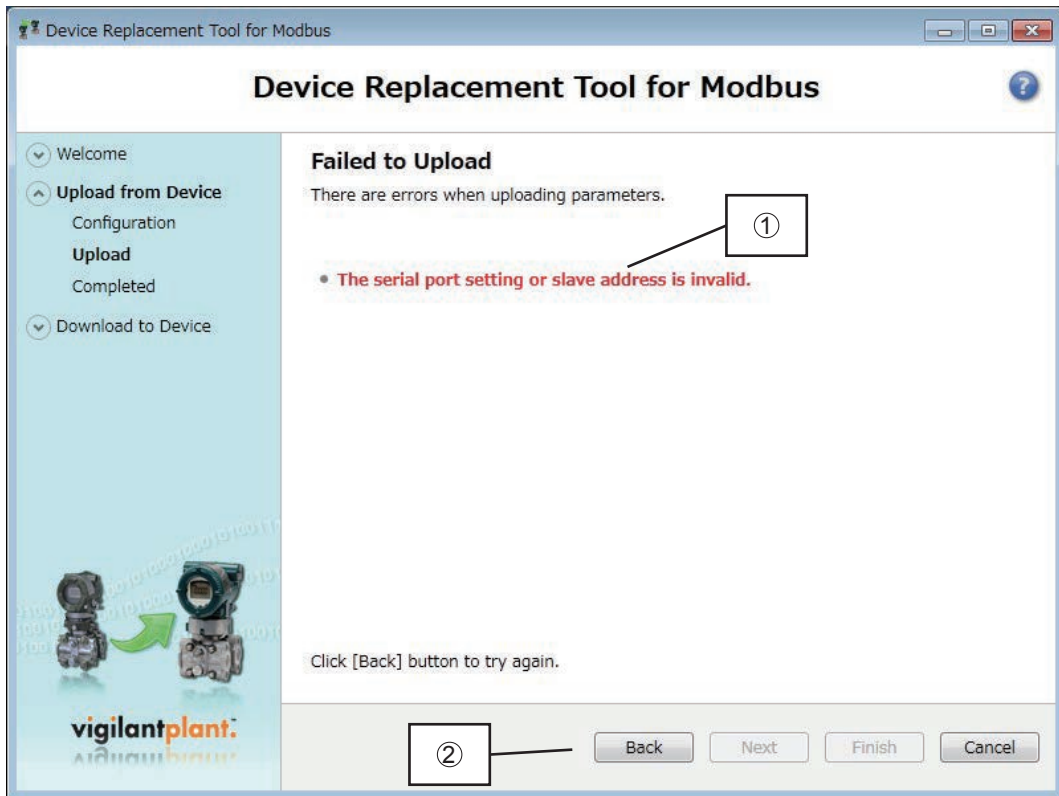 Device Replacement Tool for Modbus
Device Replacement Tool for Modbus
?
Welcome
Upload from Device
Configuration
Upload
Completed
Download to Device
Failed to Upload
There are errors when uploading parameters.
①
• The serial port setting or slave address is invalid.
Click [Back] button to try again.
vigilantplant.
②
Back Next Finish Cancel